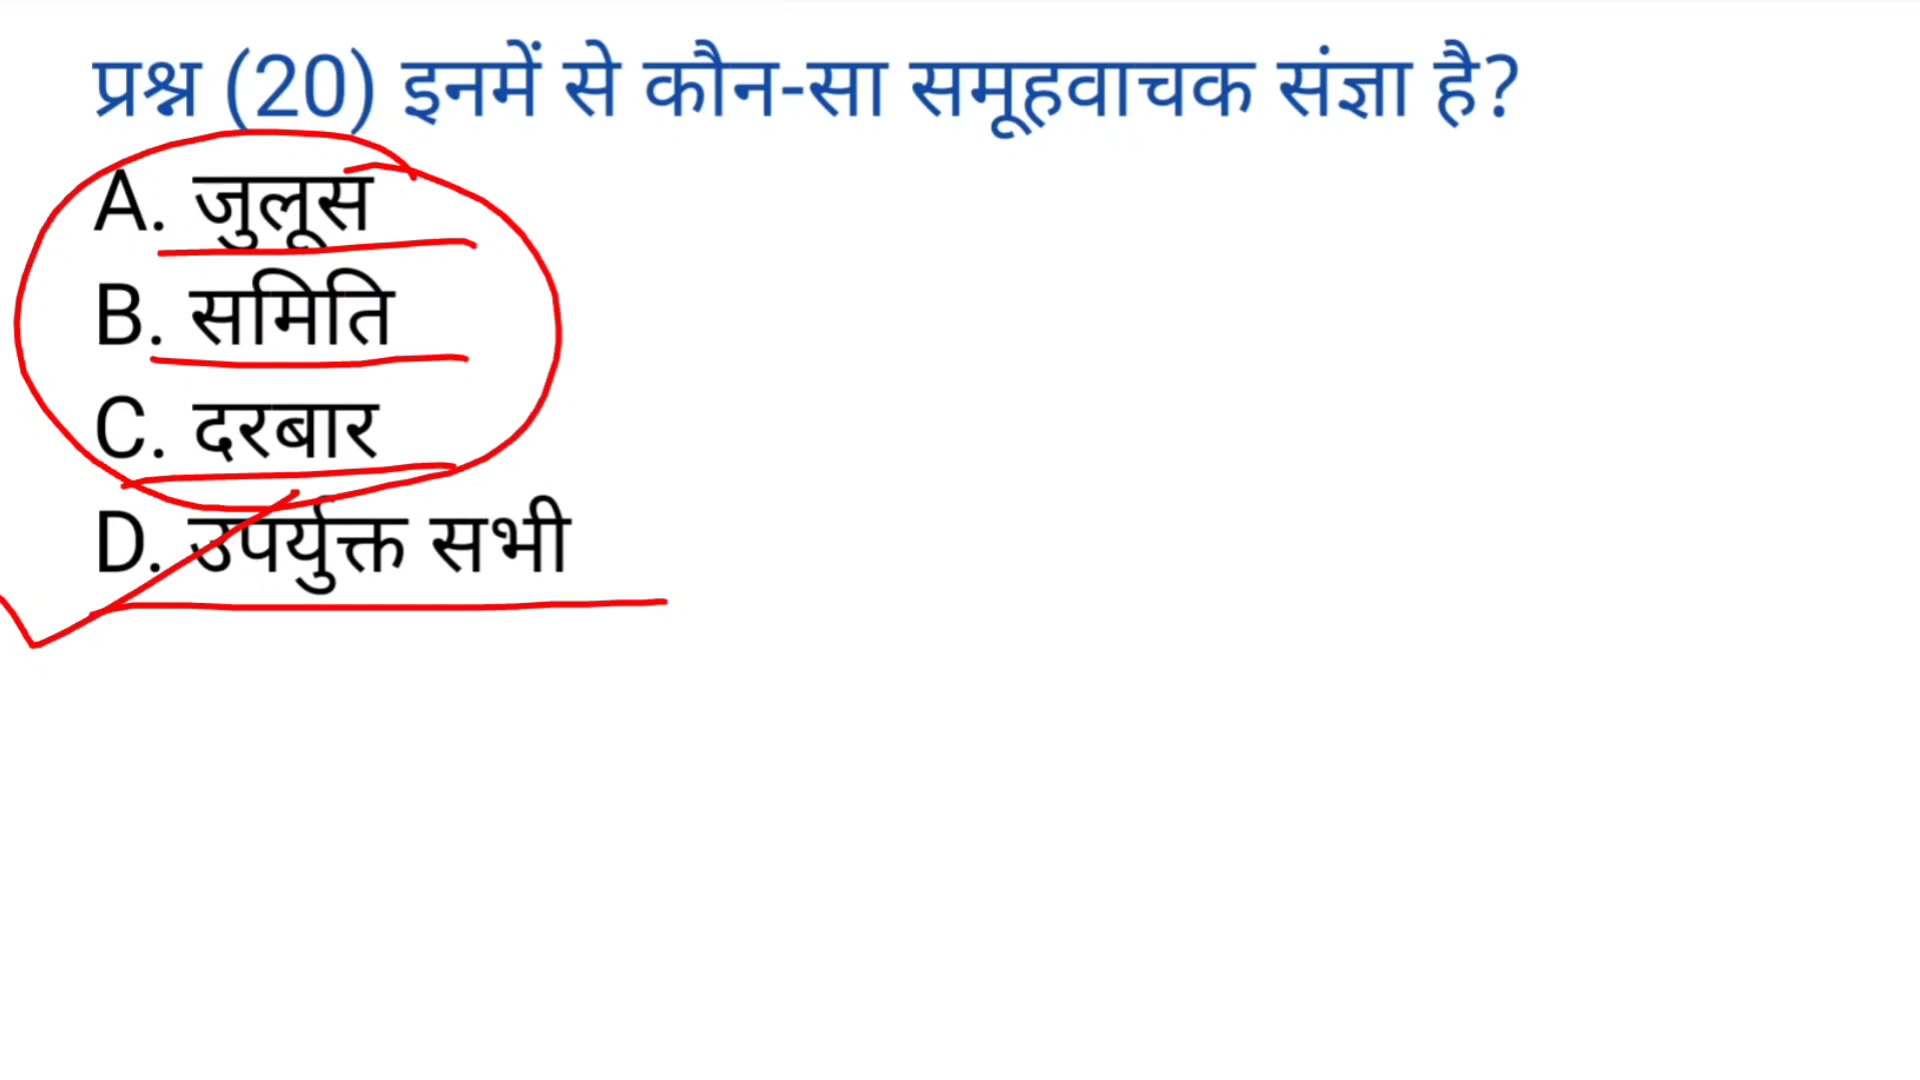 प्रश्न (20) इनमें से कौन-सा समूहवाचक संज्ञा है?
A. जुलूस
B. समिति
C. दरबार
D. उपर्युक्त सभी